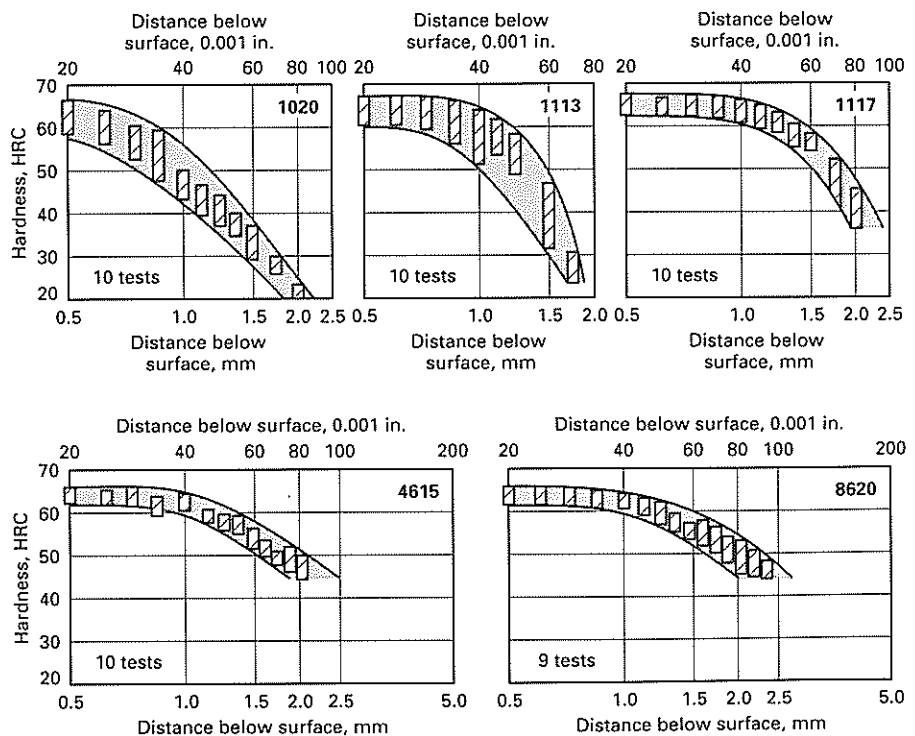 Distance below
surface, 0.001 in.
Distance below
surface, 0.001 in.
Distance below
surface, 0.001 in.
20 40 60 80 100
20 40 60 80
20 40 60 80 100
1020
1113
1117
Hardness, HRC
70
60
50
40
30
20
10 tests
10 tests
10 tests
0.5 1.0 1.5 2.0 2.5
0.5 1.0 1.5 2.0
0.5 1.0 1.5 2.0 2.5
Distance below
surface, mm
Distance below
surface, mm
Distance below
surface, mm
Distance below surface, 0.001 in.
Distance below surface, 0.001 in.
20 40 60 80 100 200
20 40 60 80 100 200
4615
8620
Hardness, HRC
70
60
50
40
30
20
10 tests
9 tests
0.5 1.0 1.5 2.0 2.5 5.0
0.5 1.0 1.5 2.0 2.5 5.0
Distance below surface, mm
Distance below surface, mm